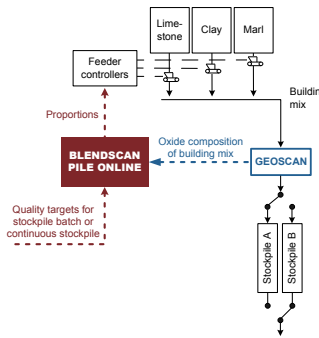 Lime-
stone
Clay
Marl
Feeder
controllers
Building
mix
Proportions
Oxide composition
of building mix
BLENDSCAN
PILE ONLINE
GEOSCAN
Quality targets for
stockpile batch or
continuous stockpile
Stockpile A
Stockpile B